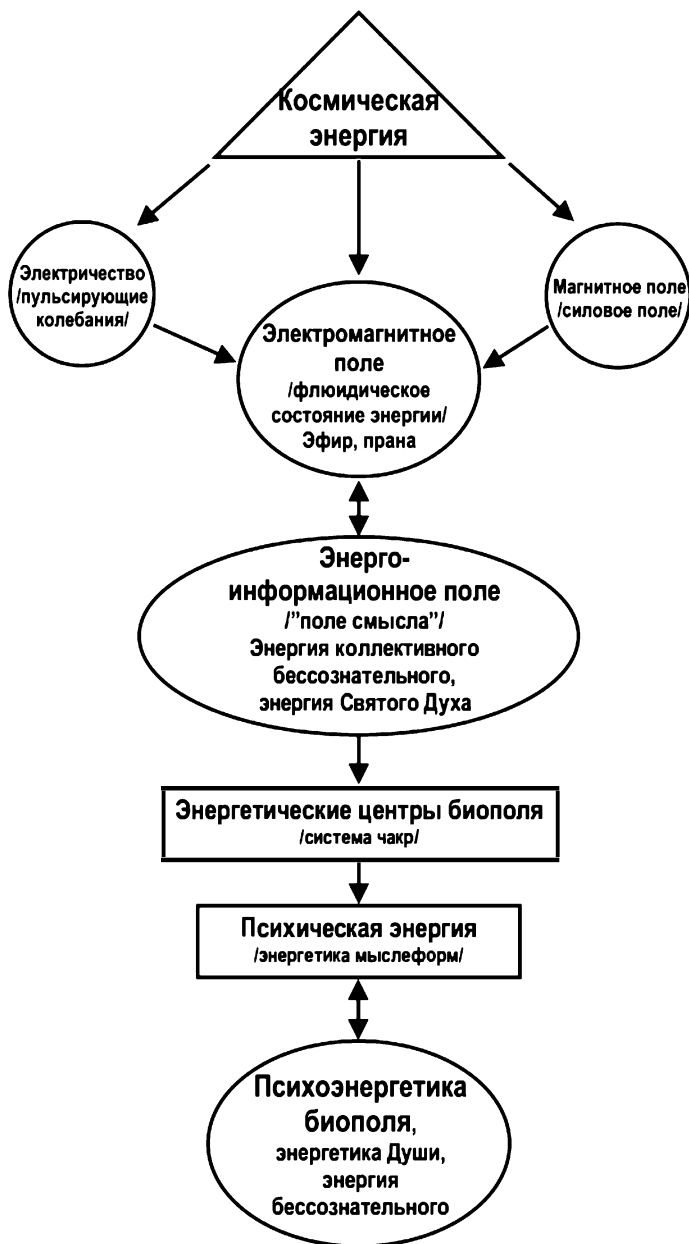 Космическая
энергия
Электричество
/пульсирующие
колебания/
Магнитное поле
/силовое поле/
Электромагнитное
поле
/флюидическое
состояние энергии/
Эфир, прана
Энерго-
информационное поле
/”поле смысла”/
Энергия коллективного
бессознательного,
энергия Святого Духа
Энергетические центры биополя
/система чакр/
Психическая энергия
/энергетика мыслеформ/
Психоэнергетика
биополя,
энергетика Души,
энергия
бессознательного